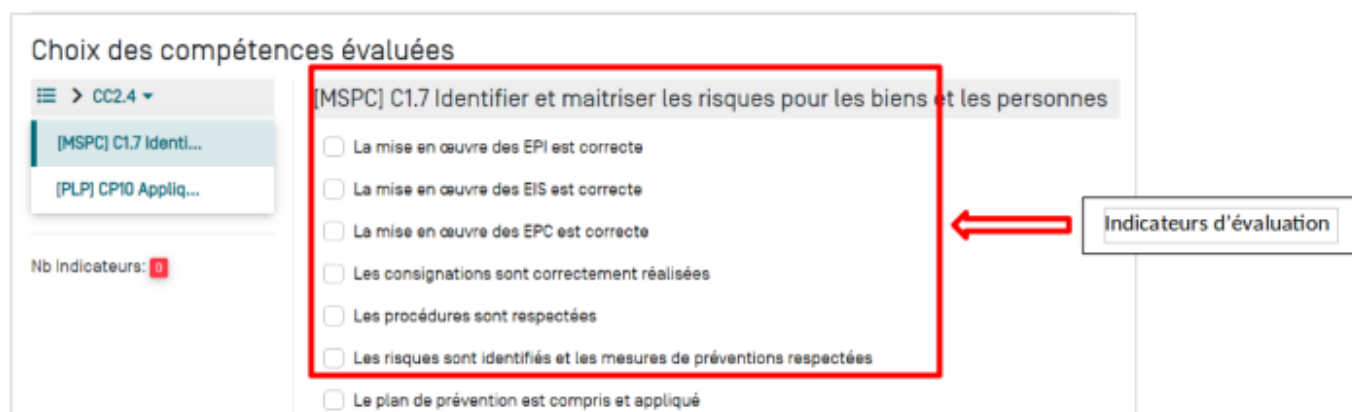 Choix des compétences évaluées
CC2.4
[MSPC] C1.7 Identi...
[PLP] CP10 Appliq...
Nb Indicateurs: 0
[MSPC] C1.7 Identifier et maitriser les risques pour les biens et les personnes
La mise en œuvre des EPI est correcte
La mise en œuvre des EIS est correcte
La mise en œuvre des EPC est correcte
Les consignations sont correctement réalisées
Les procédures sont respectées
Les risques sont identifiés et les mesures de préventions respectées
Le plan de prévention est compris et appliqué
Indicateurs d'évaluation